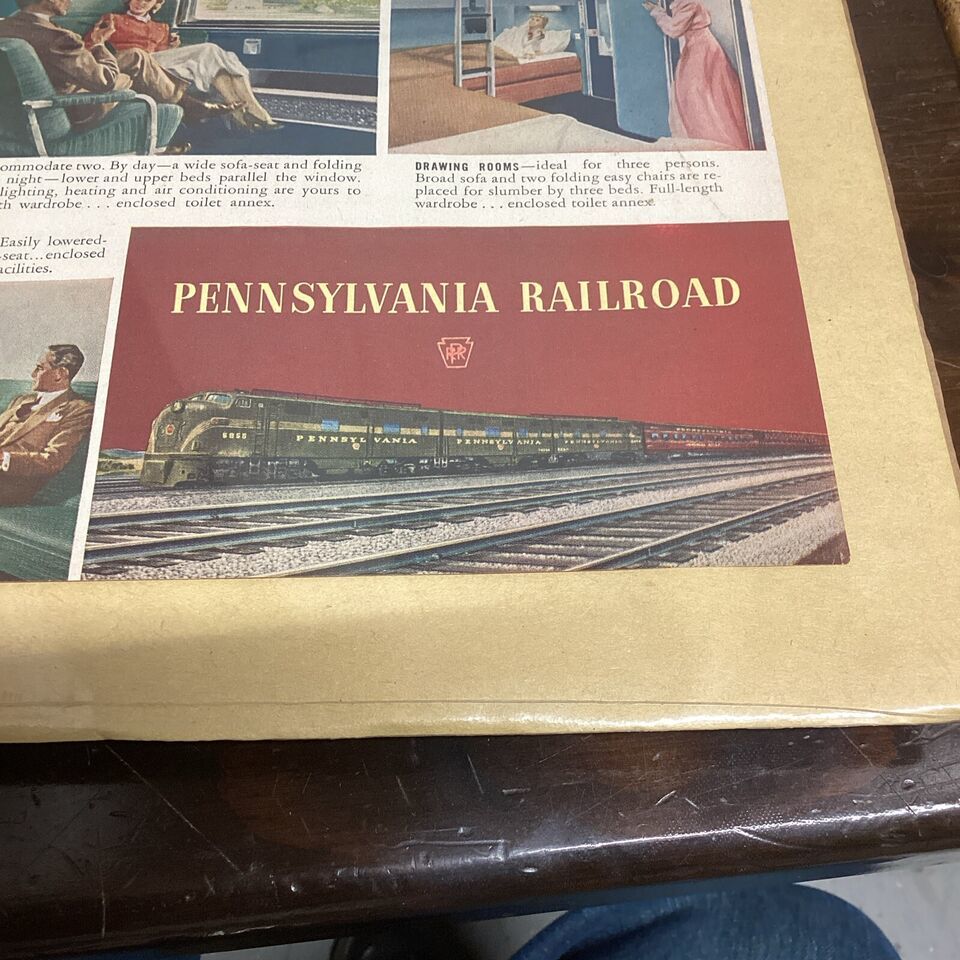 ommodate two. By day—a wide sofa-seat and folding
night—lower and upper beds parallel the window.
lighting, heating and air conditioning are yours to
th wardrobe . . . enclosed toilet annex.
DRAWING ROOMS—ideal for three persons.
Broad sofa and two folding easy chairs are re-
placed for slumber by three beds. Full-length
wardrobe . . . enclosed toilet annex.
Easily lowered-
-seat...enclosed
acilities.
PENNSYLVANIA RAILROAD
PRR
PENNSYLVANIA
PENNSYLVANIA